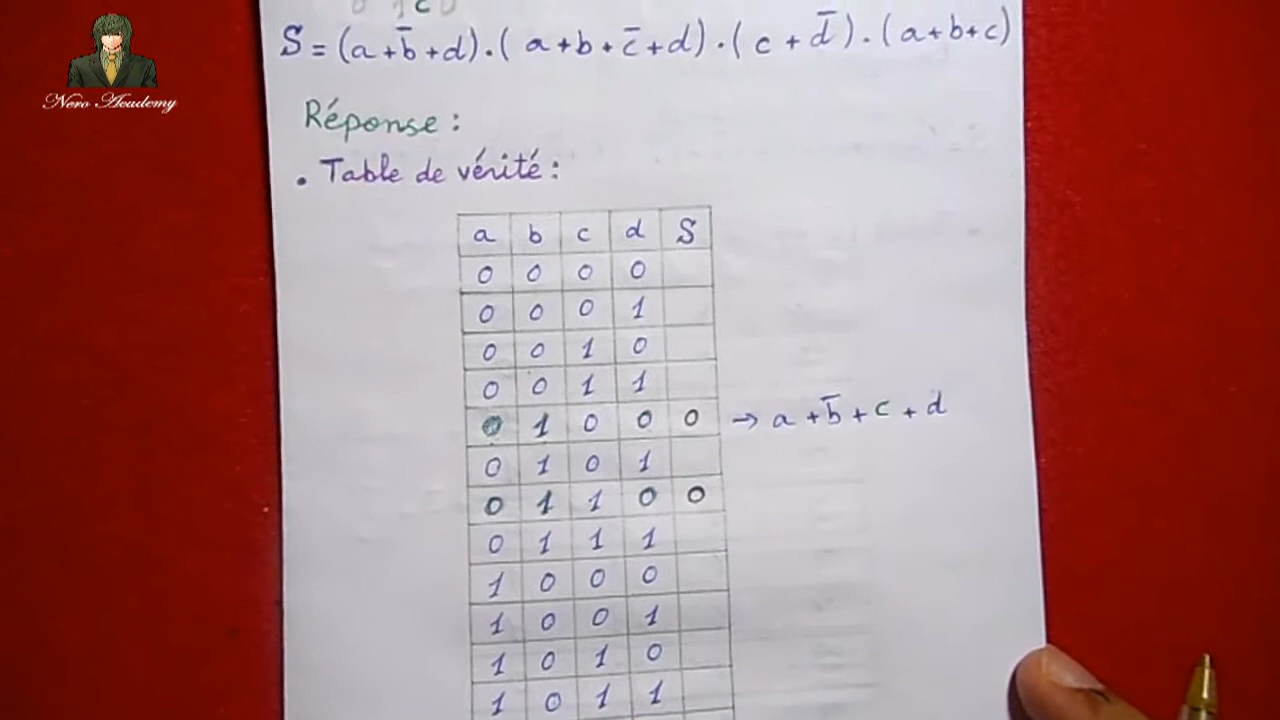 S = (a+b̄+d).(a+b+c̄+d).(c+d̄).(a+b+c)
Nero Academy
Réponse :
. Table de vérité :
a b c d S
0 0 0 0
0 0 0 1
0 0 1 0
0 0 1 1
0 1 0 0 0 → a+b̄+c+d
0 1 0 1
0 1 1 0 0
0 1 1 1
1 0 0 0
1 0 0 1
1 0 1 0
1 0 1 1